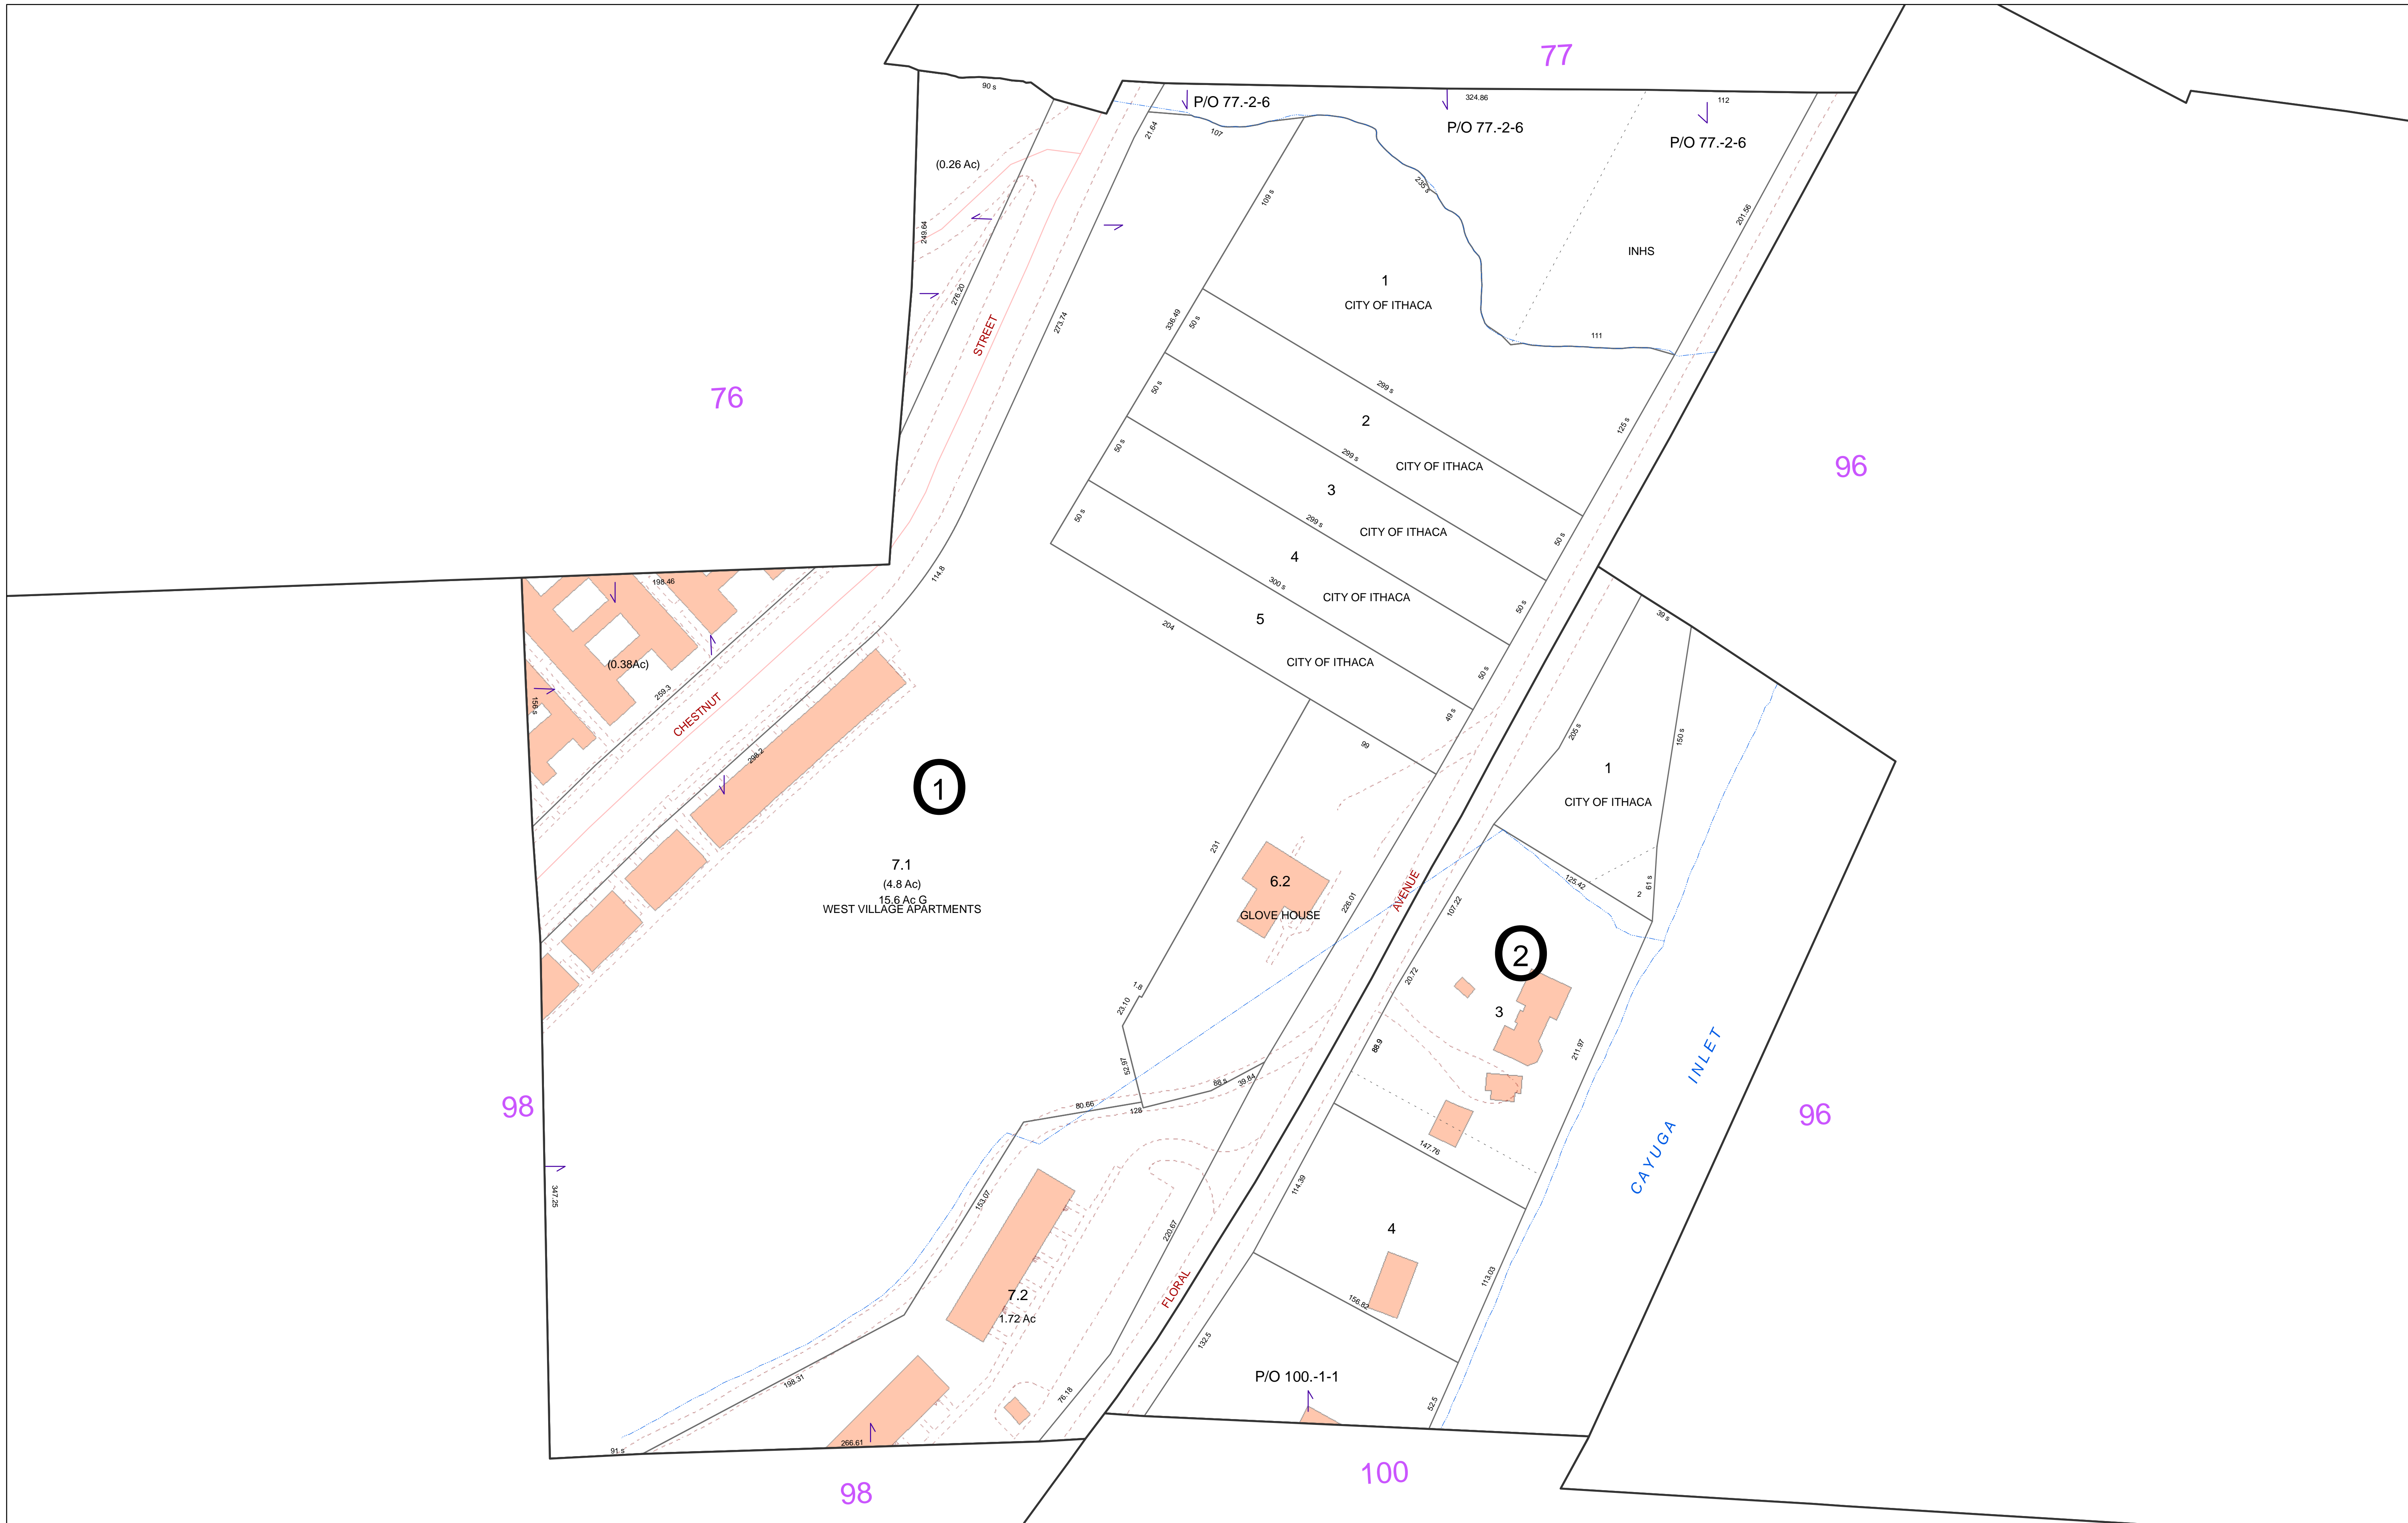 77
90 s
P/O 77.-2-6
324.86
112
P/O 77.-2-6
P/O 77.-2-6
21.64
107
(0.26 Ac)
235 s
109 s
249.64
201.56
INHS
276.20
1
CITY OF ITHACA
336.49
50 s
273.74
STREET
111
76
50 s
299 s
2
125 s
50 s
299 s
CITY OF ITHACA
96
3
50 s
299 s
CITY OF ITHACA
50 s
4
114.8
198.46
300 s
CITY OF ITHACA
50 s
39 s
5
204
(0.38Ac)
CITY OF ITHACA
50 s
259.3
156 s
CHESTNUT
49 s
99
205 s
150 s
298.2
1
1
CITY OF ITHACA
231
7.1
(4.8 Ac)
15.6 Ac G
WEST VILLAGE APARTMENTS
6.2
GLOVE HOUSE
226.01
AVENUE
107.22
125.42
61 s
2
2
20.72
1.8
23.10
3
88.9
211.97
52.97
CAYUGA INLET
98
80.66
128
88 s
39.84
96
147.76
347.25
153.07
114.39
220.67
4
FLORAL
113.03
7.2
1.72 Ac
156.82
132.5
P/O 100.-1-1
198.31
76.18
52.5
91 s
266.61
98
100